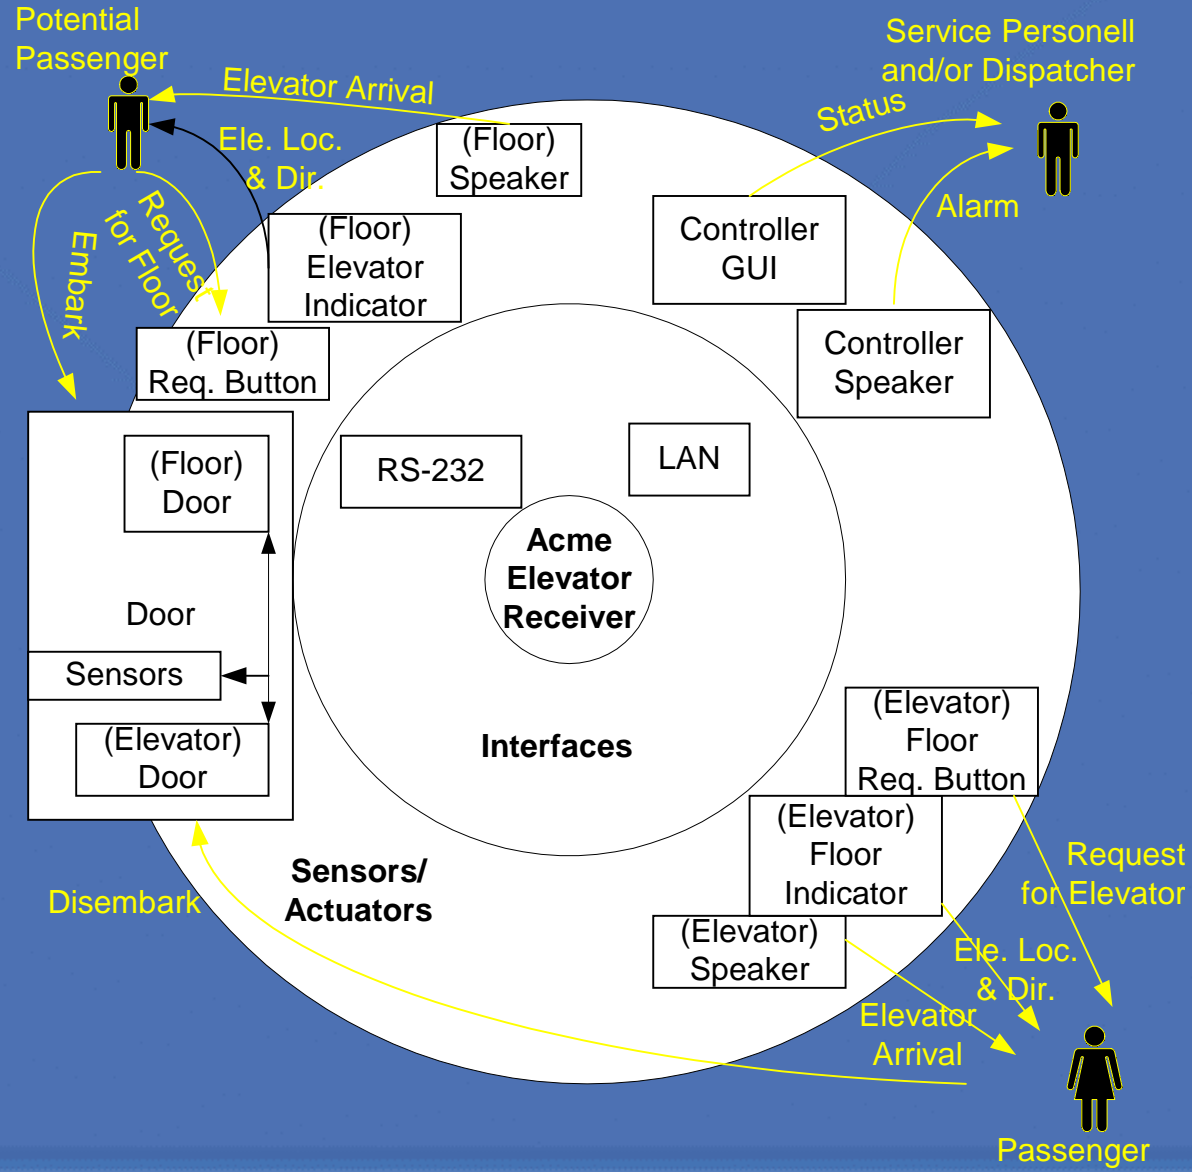 Potential
Passenger
Service Personell
and/or Dispatcher
Elevator Arrival
Status
Ele. Loc.
& Dir.
(Floor)
Speaker
Alarm
Request
for Floor
Embark
(Floor)
Elevator
Indicator
Controller
GUI
(Floor)
Req. Button
Controller
Speaker
(Floor)
Door
RS-232
LAN
Acme
Elevator
Receiver
Door
Sensors
(Elevator)
Door
Interfaces
(Elevator)
Floor
Req. Button
(Elevator)
Floor
Indicator
Request
for Elevator
Sensors/
Actuators
Disembark
(Elevator)
Speaker
Ele. Loc.
& Dir.
Elevator
Arrival
Passenger